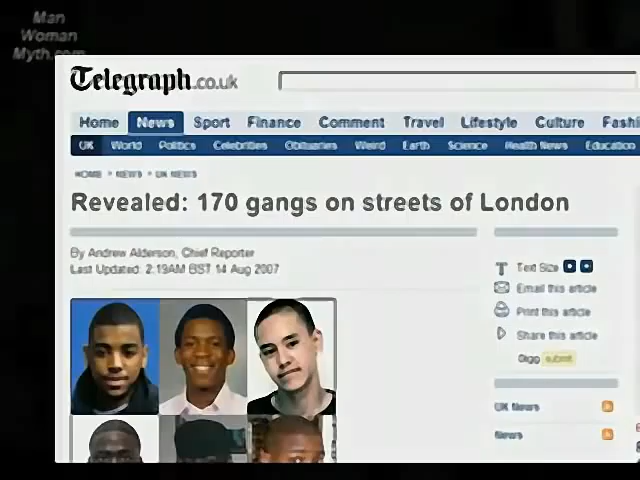 Man
Woman
Myth.com
Telegraph.co.uk
Home News Sport Finance Comment Travel Lifestyle Culture Fashi
UK World Politics Celebrities Obituaries Weird Earth Science Health News Education
HOME > NEWS > UK NEWS
Revealed: 170 gangs on streets of London
By Andrew Alderson, Chief Reporter
Last Updated: 2:19AM BST 14 Aug 2007
Text Size
Email this article
Print this article
Share this article
Digg submit
UK News
News